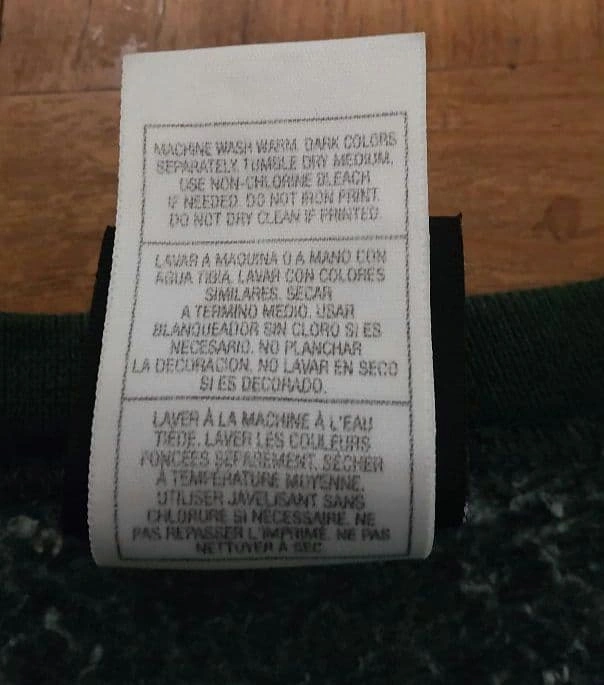 MACHINE WASH WARM. DARK COLORS
SEPARATELY. TUMBLE DRY MEDIUM.
USE NON-CHLORINE BLEACH
IF NEEDED. DO NOT IRON PRINT.
DO NOT DRY CLEAN IF PRINTED.
LAVAR A MAQUINA O A MANO CON
AGUA TIBIA. LAVAR CON COLORES
SIMILARES. SECAR
A TERMINO MEDIO. USAR
BLANQUEADOR SIN CLORO SI ES
NECESARIO. NO PLANCHAR
LA DECORACION. NO LAVAR EN SECO
SI ES DECORADO.
LAVER À LA MACHINE À L'EAU
TIÈDE. LAVER LES COULEURS
FONCÉES SÉPARÉMENT. SÉCHER
À TEMPÉRATURE MOYENNE.
UTILISER JAVELISANT SANS
CHLORURE SI NÉCESSAIRE. NE
PAS REPASSER L'IMPRIMÉ. NE PAS
NETTOYER À SEC